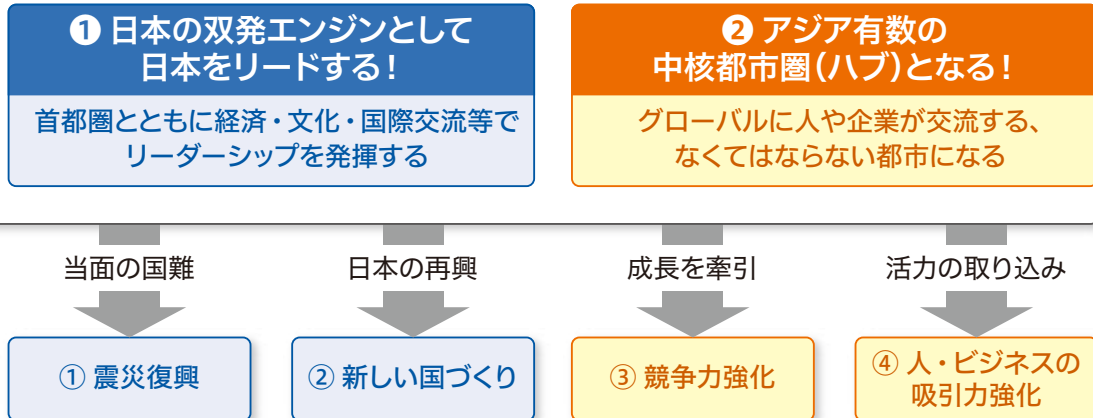 ❶ 日本の双発エンジンとして
日本をリードする！
首都圏とともに経済・文化・国際交流等で
リーダーシップを発揮する
❷ アジア有数の
中核都市圏（ハブ）となる！
グローバルに人や企業が交流する、
なくてはならない都市になる
当面の国難
日本の再興
成長を牽引
活力の取り込み
① 震災復興
② 新しい国づくり
③ 競争力強化
④ 人・ビジネスの
吸引力強化